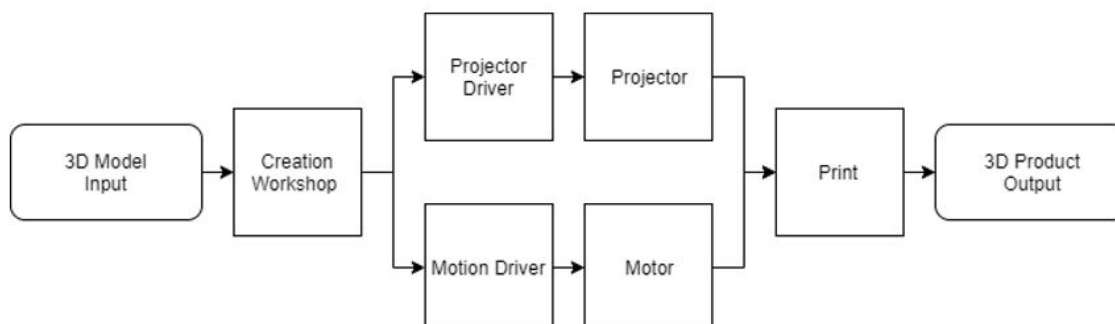 3D Model
Input
Creation
Workshop
Projector
Driver
Projector
Motion Driver
Motor
Print
3D Product
Output